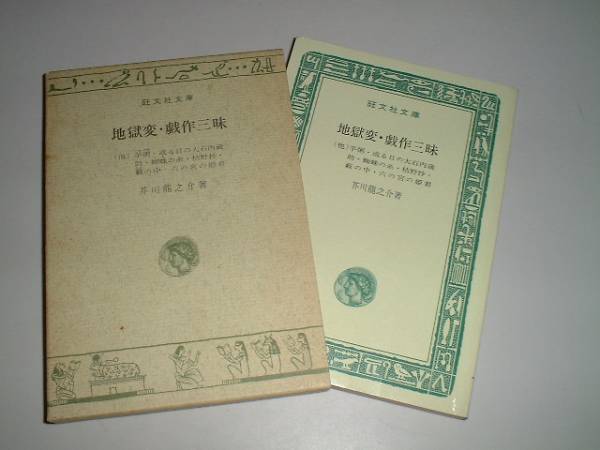 旺文社文庫
地獄変・戯作三昧
(他)芋粥・或る日の大石内蔵
助・蜘蛛の糸・枯野抄・
藪の中・六の宮の姫君
芥川龍之介著
旺文社文庫
地獄変・戯作三昧
(他)芋粥・或る日の大石内蔵
助・蜘蛛の糸・枯野抄・
藪の中・六の宮の姫君
芥川龍之介著